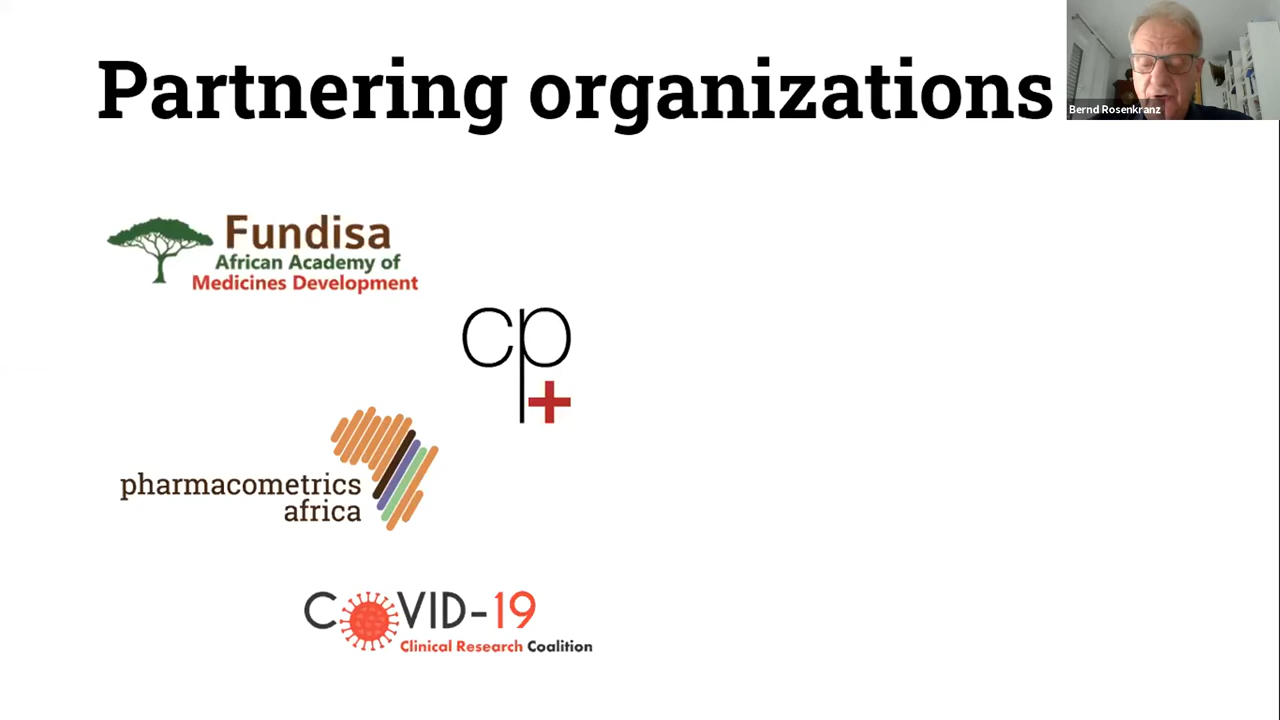 Partnering organizations
Bernd Rosenkranz
Fundisa
African Academy of
Medicines Development
cp+
pharmacometrics
africa
COVID-19
Clinical Research Coalition